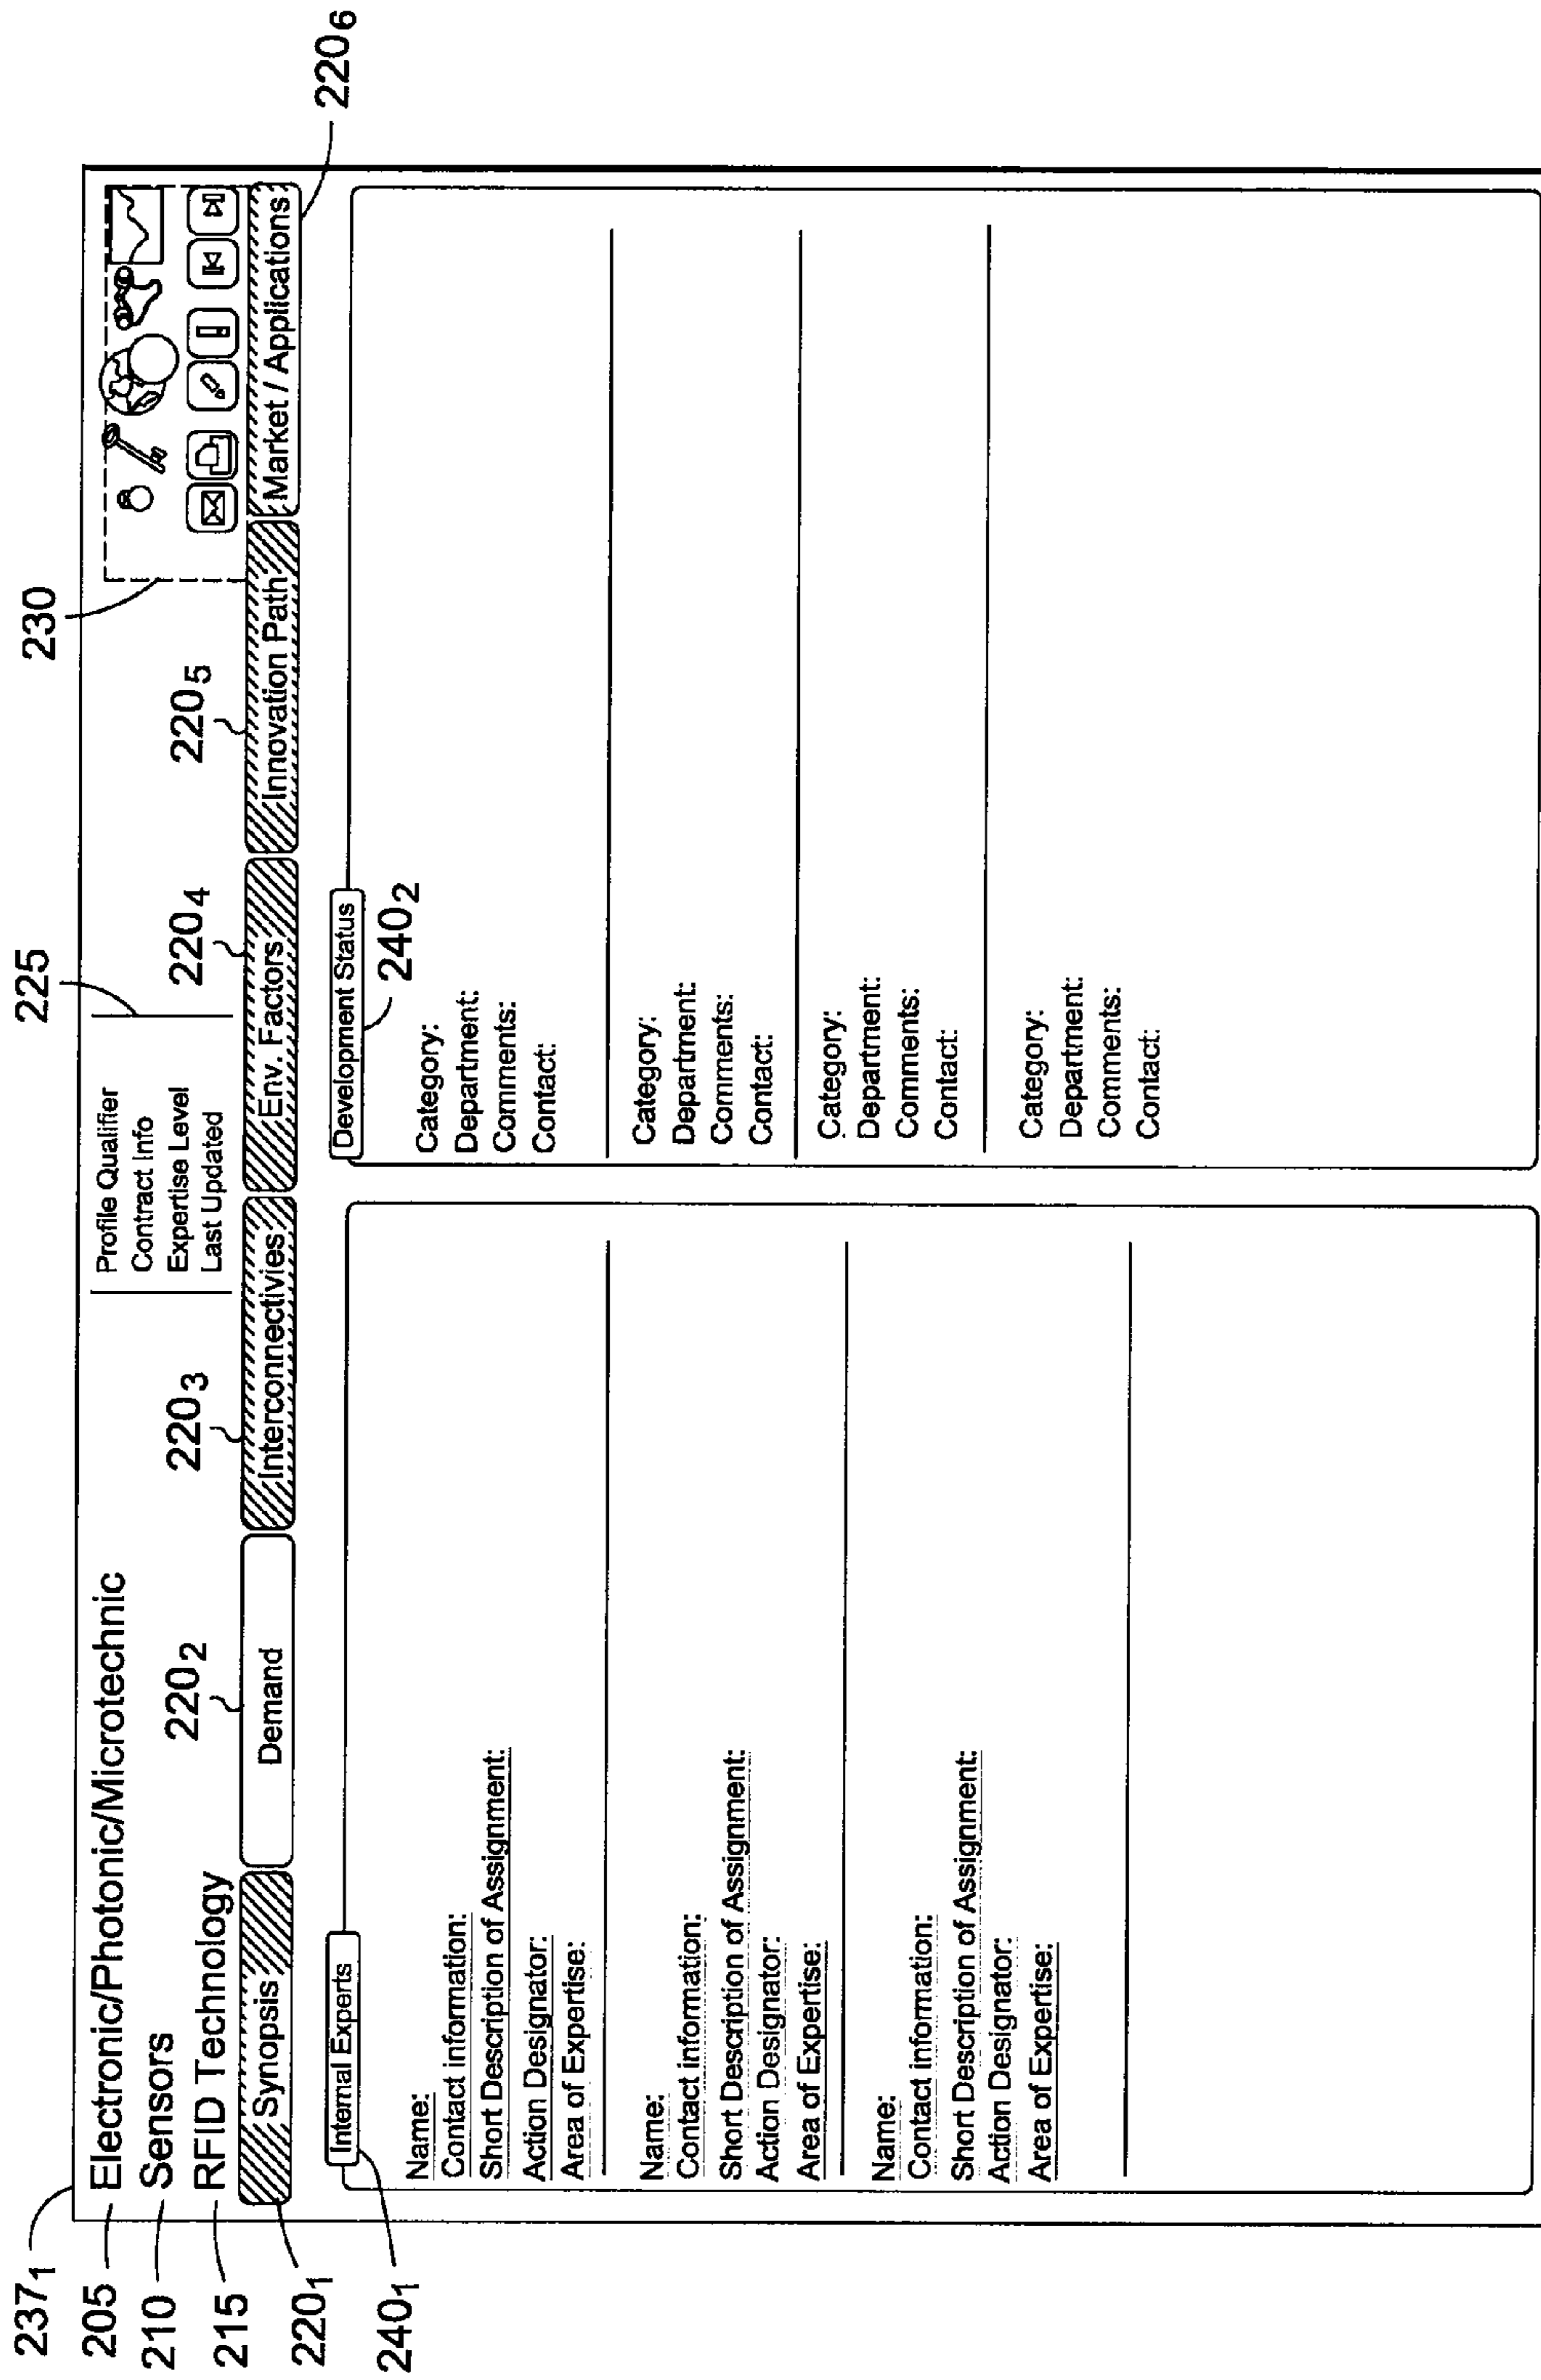 237₁
205 Electronic/Photonic/Microtechnic
210 Sensors
215 RFID Technology
225
Profile Qualifier
Contract Info
Expertise Level
Last Updated
230
220₁ 220₂ 220₃ 220₄ 220₅ 220₆
Synopsis Demand Interconnectivies Env. Factors Innovation Path Market / Applications
240₁ Internal Experts
Name:
Contact information:
Short Description of Assignment:
Action Designator:
Area of Expertise:
Name:
Contact information:
Short Description of Assignment:
Action Designator:
Area of Expertise:
Name:
Contact information:
Short Description of Assignment:
Action Designator:
Area of Expertise:
Development Status
240₂
Category:
Department:
Comments:
Contact:
Category:
Department:
Comments:
Contact:
Category:
Department:
Comments:
Contact:
Category:
Department:
Comments:
Contact: